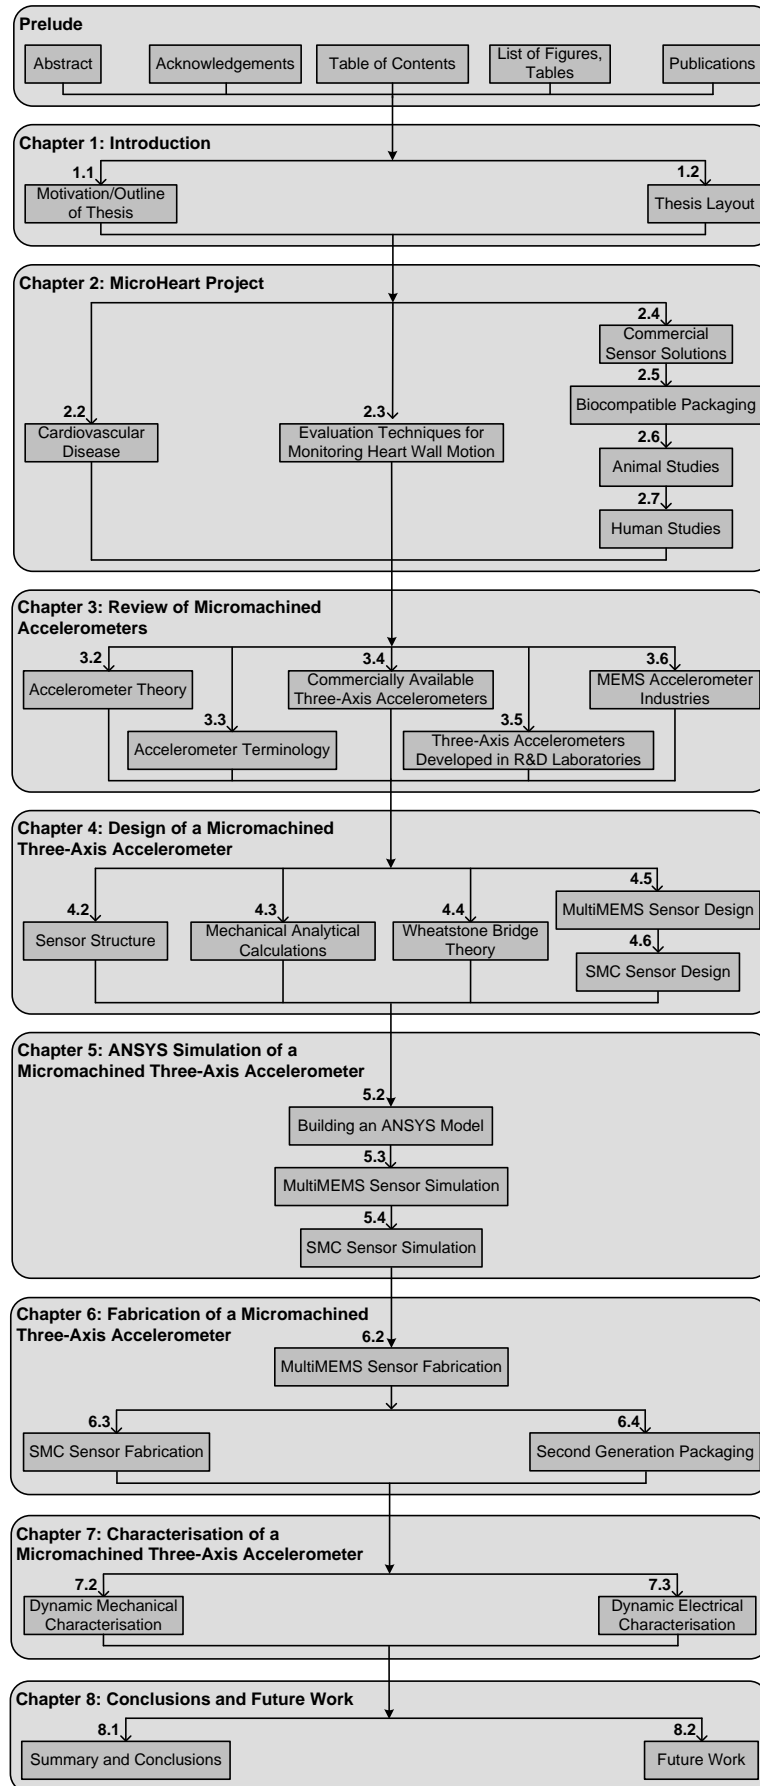 Prelude
Abstract
Acknowledgements
Table of Contents
List of Figures,
Tables
Publications
Chapter 1: Introduction
1.1
Motivation/Outline
of Thesis
1.2
Thesis Layout
Chapter 2: MicroHeart Project
2.2
Cardiovascular
Disease
2.3
Evaluation Techniques for
Monitoring Heart Wall Motion
2.4
Commercial
Sensor Solutions
2.5
Biocompatible Packaging
2.6
Animal Studies
2.7
Human Studies
Chapter 3: Review of Micromachined
Accelerometers
3.2
Accelerometer Theory
3.3
Accelerometer Terminology
3.4
Commercially Available
Three-Axis Accelerometers
3.5
Three-Axis Accelerometers
Developed in R&D Laboratories
3.6
MEMS Accelerometer
Industries
Chapter 4: Design of a Micromachined
Three-Axis Accelerometer
4.2
Sensor Structure
4.3
Mechanical Analytical
Calculations
4.4
Wheatstone Bridge
Theory
4.5
MultiMEMS Sensor Design
4.6
SMC Sensor Design
Chapter 5: ANSYS Simulation of a
Micromachined Three-Axis Accelerometer
5.2
Building an ANSYS Model
5.3
MultiMEMS Sensor Simulation
5.4
SMC Sensor Simulation
Chapter 6: Fabrication of a Micromachined
Three-Axis Accelerometer
6.2
MultiMEMS Sensor Fabrication
6.3
SMC Sensor Fabrication
6.4
Second Generation Packaging
Chapter 7: Characterisation of a
Micromachined Three-Axis Accelerometer
7.2
Dynamic Mechanical
Characterisation
7.3
Dynamic Electrical
Characterisation
Chapter 8: Conclusions and Future Work
8.1
Summary and Conclusions
8.2
Future Work